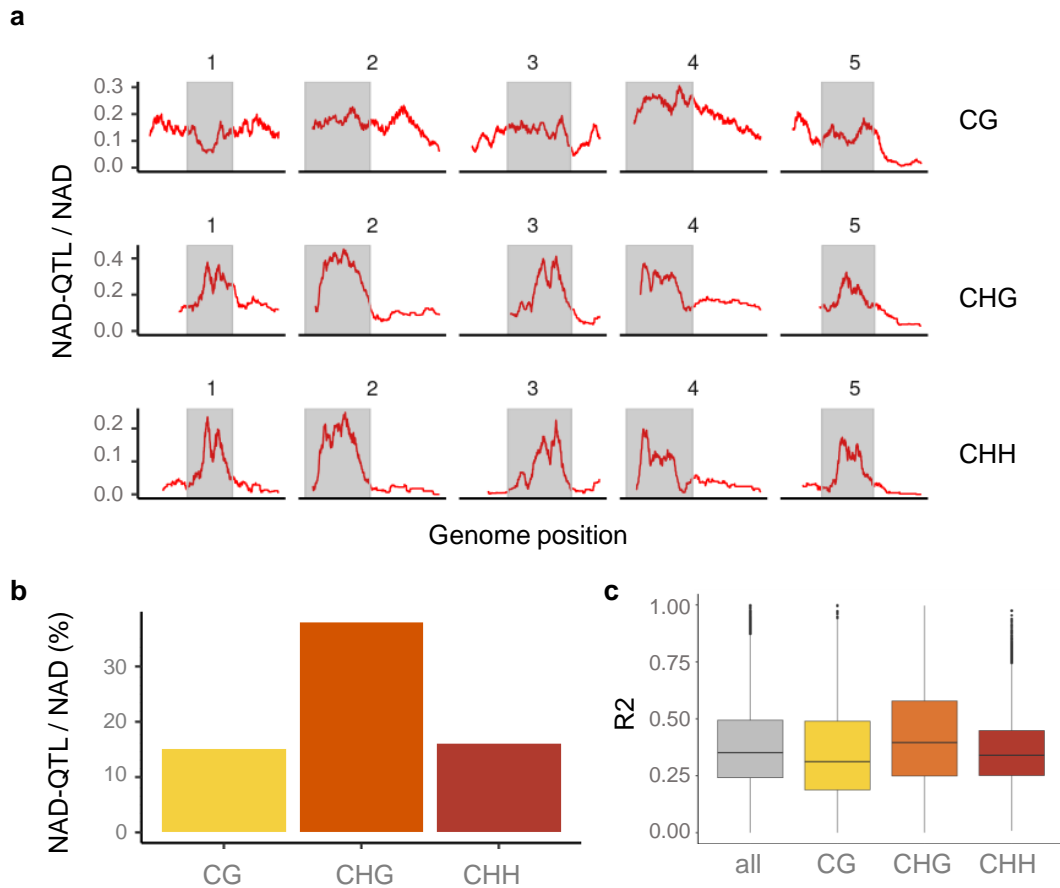 a
1 2 3 4 5
0.3
0.2
0.1
0.0
CG
1 2 3 4 5
0.4
0.2
0.0
CHG
NAD-QTL / NAD
1 2 3 4 5
0.2
0.1
0.0
CHH
Genome position
b
NAD-QTL / NAD (%)
30
20
10
0
CG CHG CHH
c
R2
1.00
0.75
0.50
0.25
0.00
all CG CHG CHH